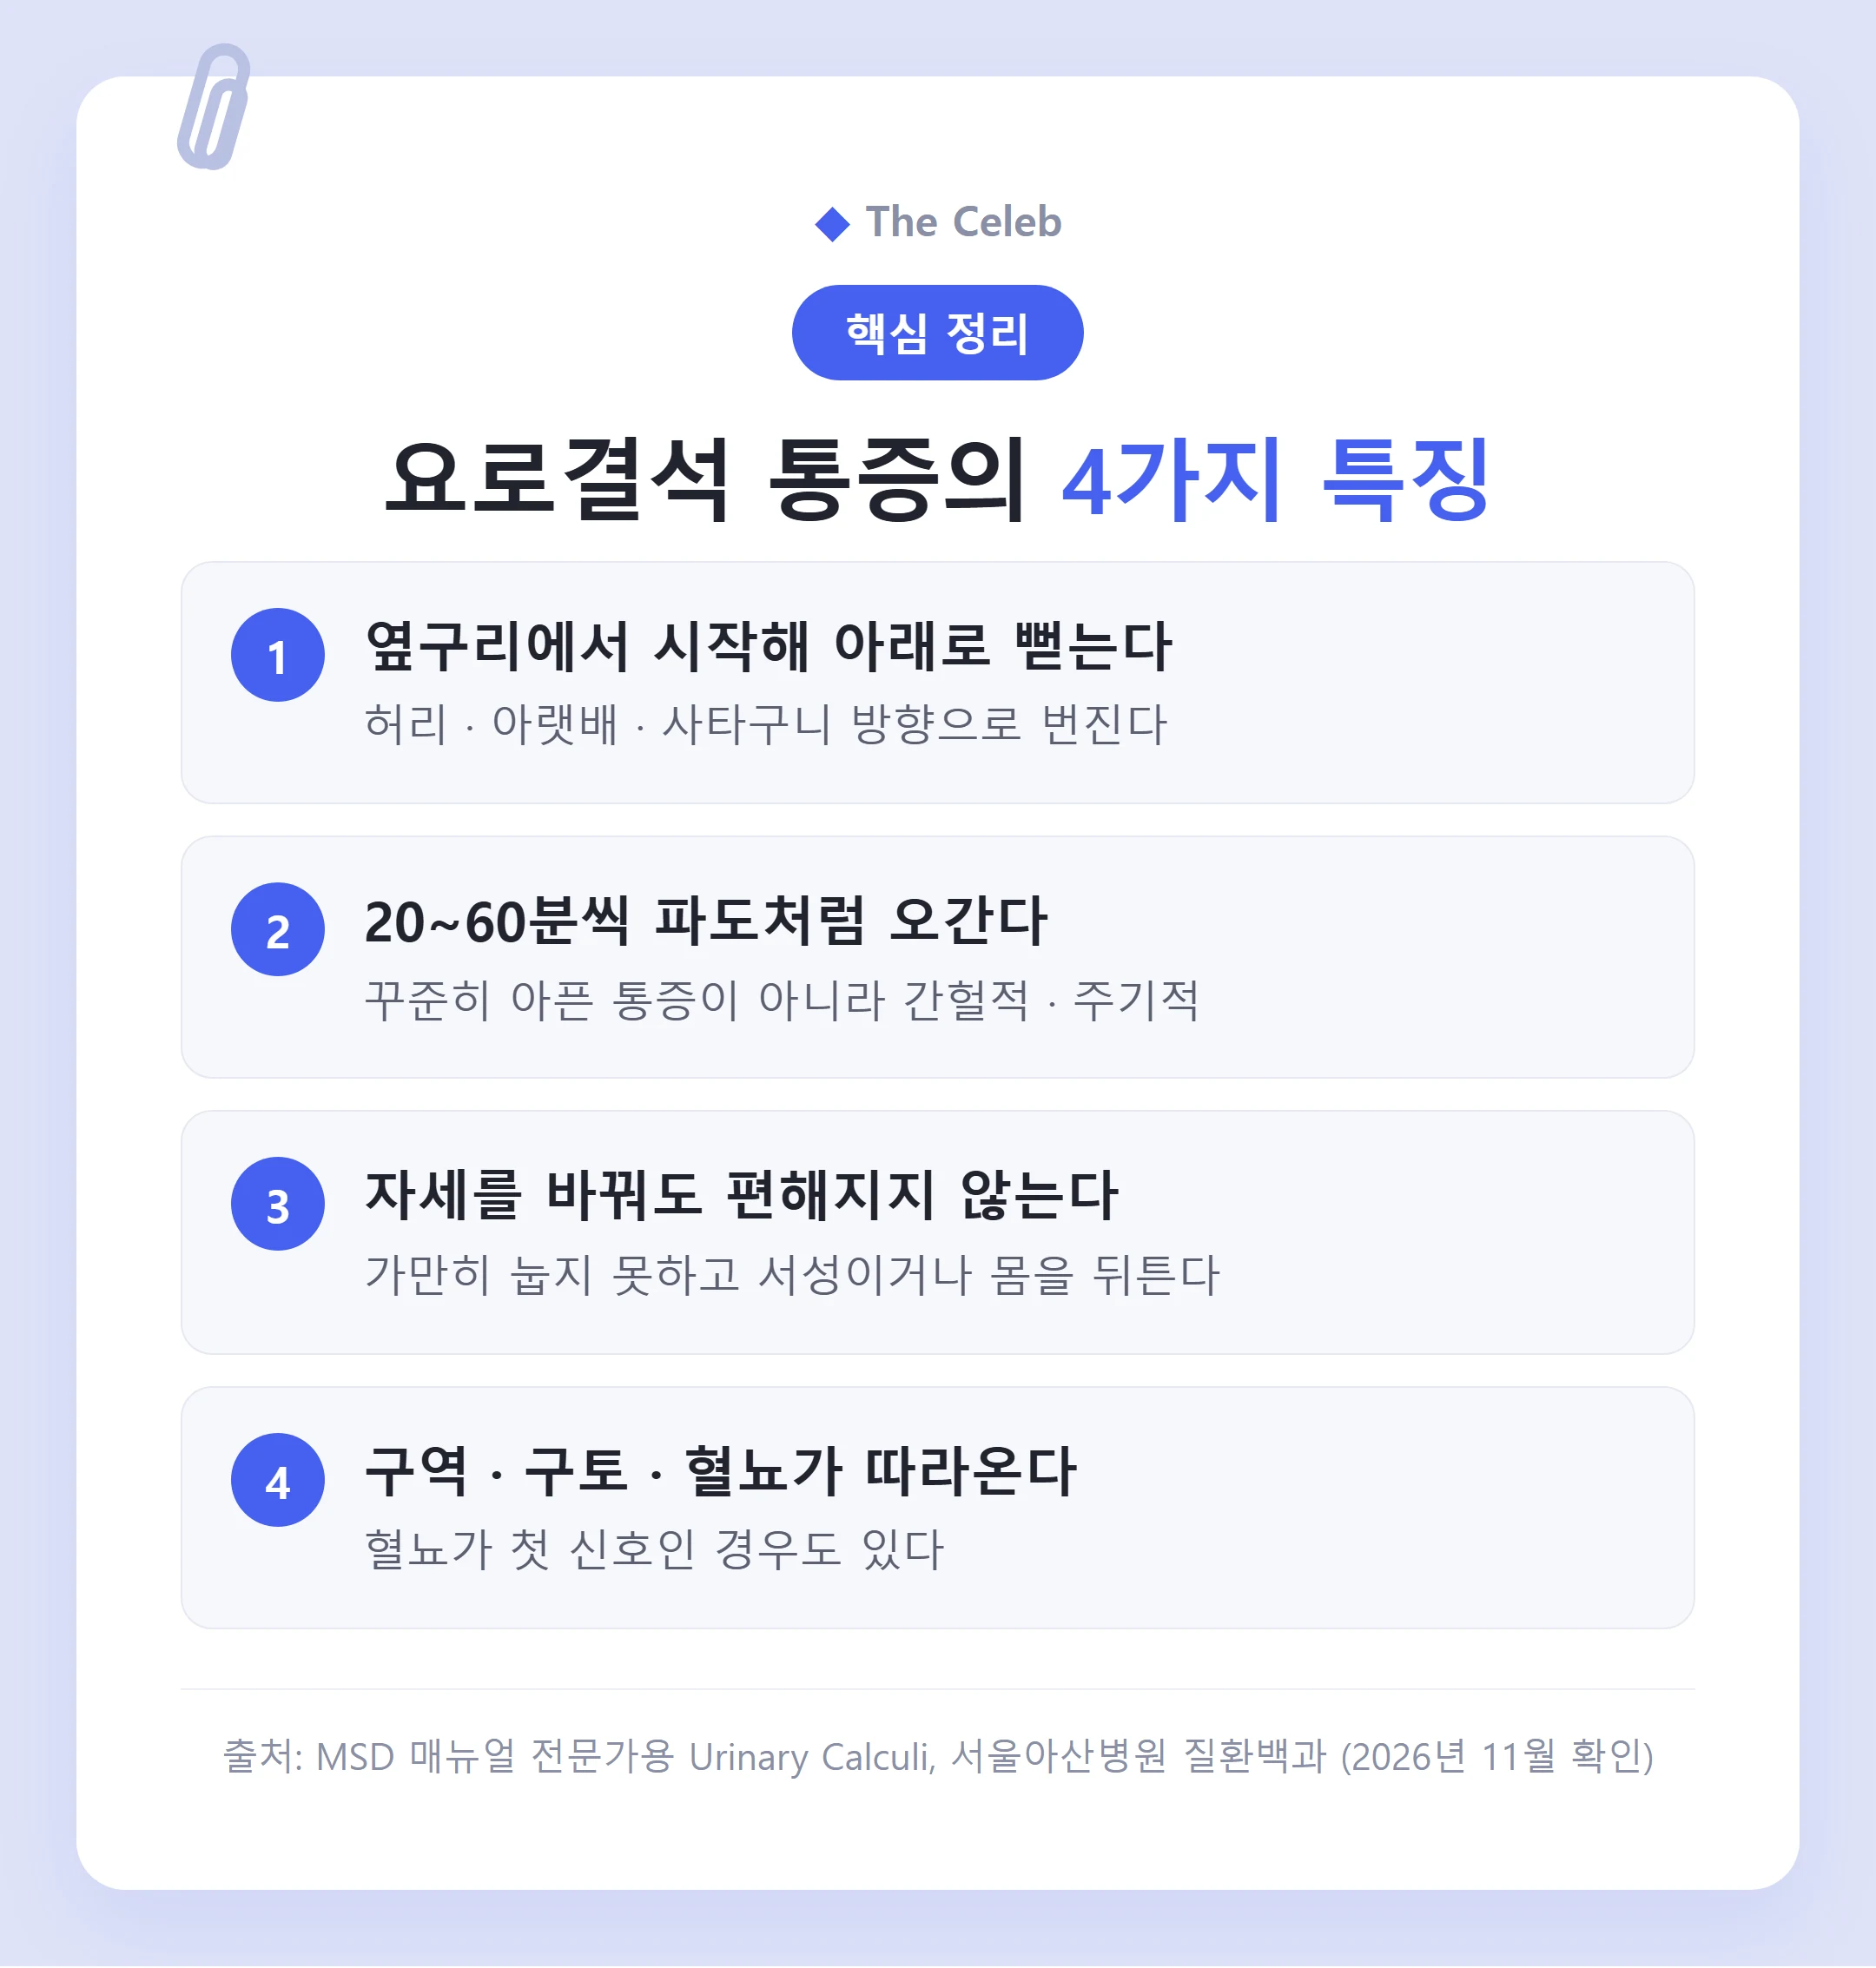 The Celeb
핵심 정리
요로결석 통증의 4가지 특징
1
옆구리에서 시작해 아래로 뻗는다
허리 · 아랫배 · 사타구니 방향으로 번진다
2
20~60분씩 파도처럼 오간다
꾸준히 아픈 통증이 아니라 간헐적 · 주기적
3
자세를 바꿔도 편해지지 않는다
가만히 눕지 못하고 서성이거나 몸을 뒤튼다
4
구역 · 구토 · 혈뇨가 따라온다
혈뇨가 첫 신호인 경우도 있다
출처: MSD 매뉴얼 전문가용 Urinary Calculi, 서울아산병원 질환백과 (2026년 11월 확인)